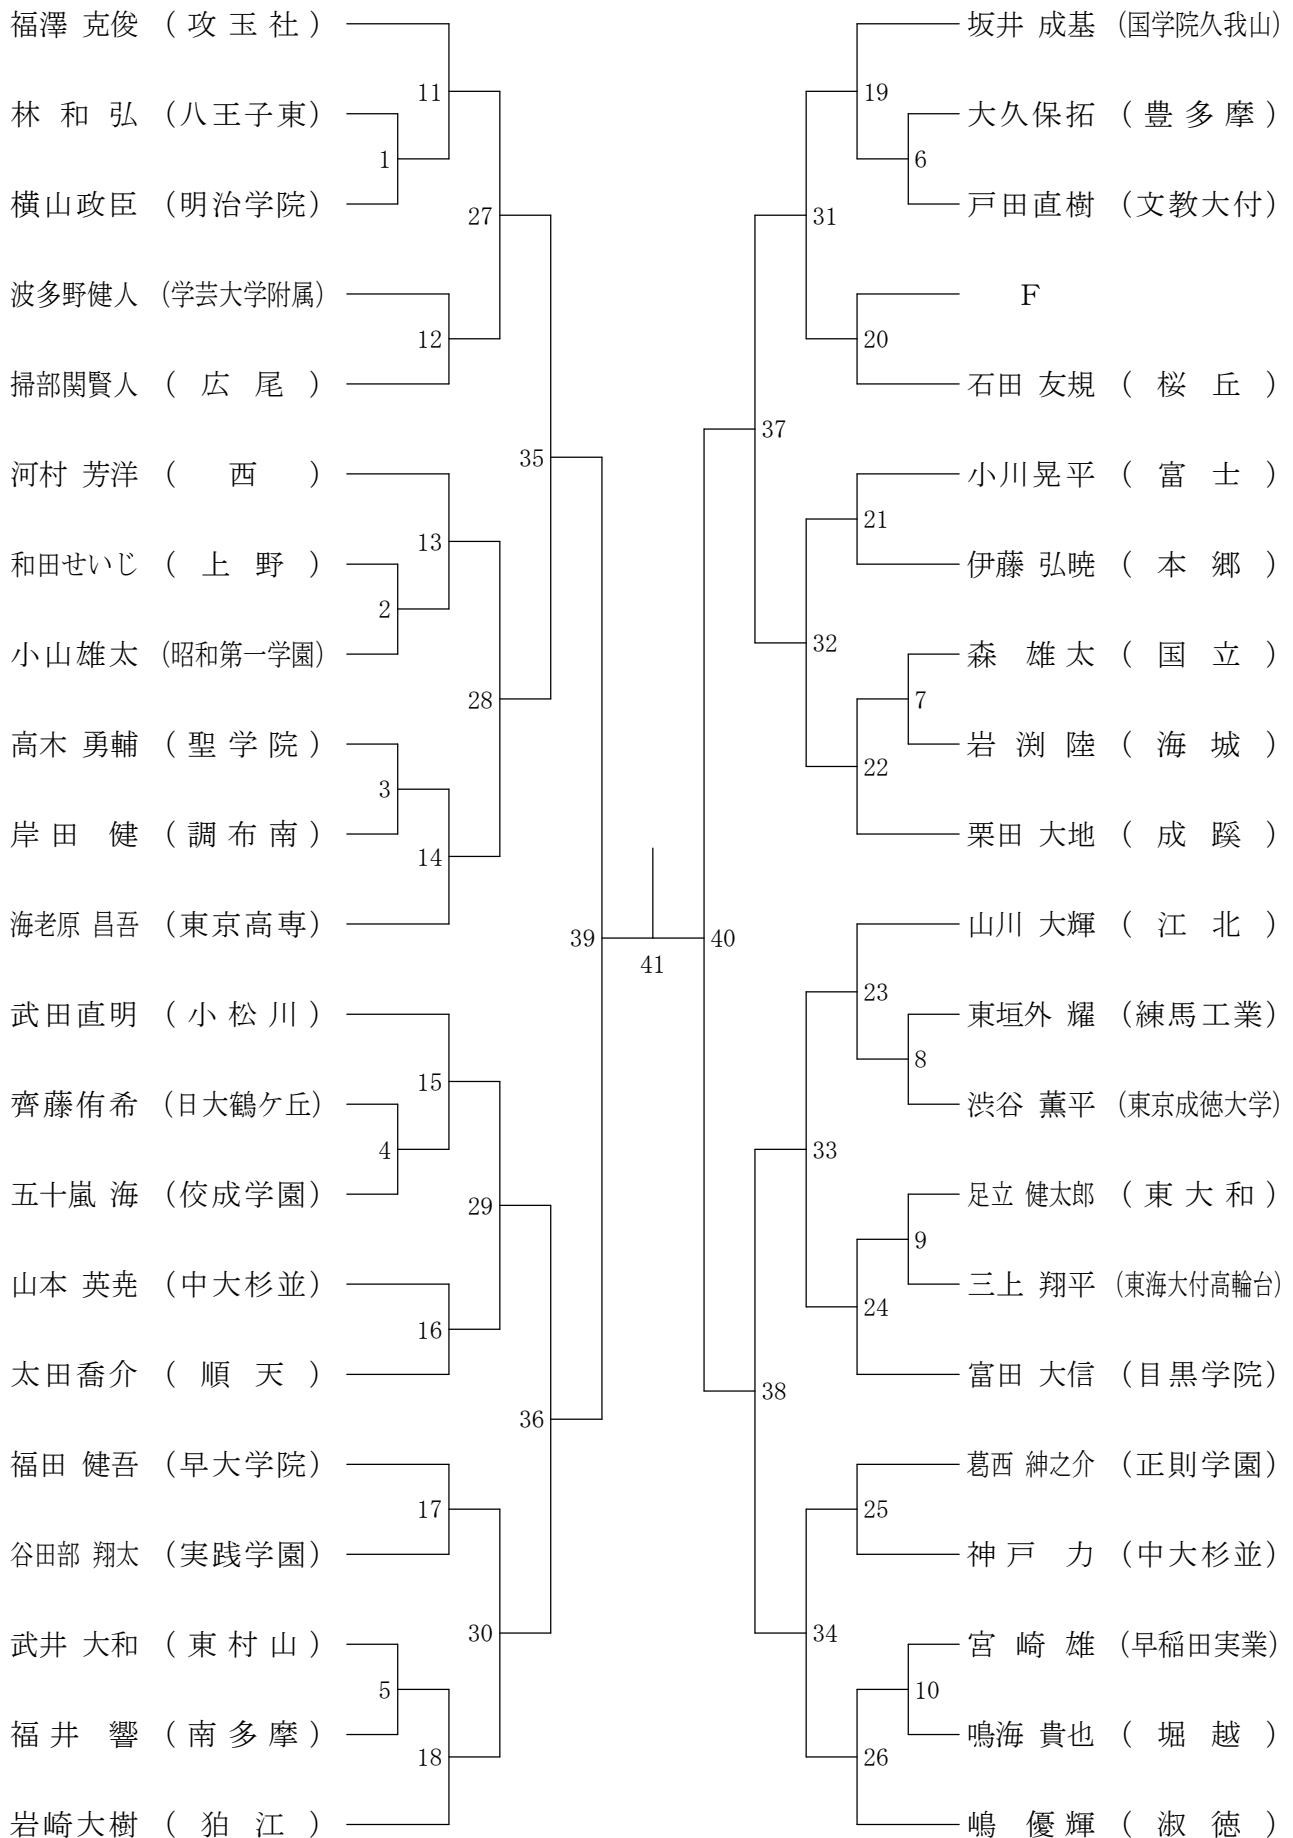 福澤 克俊 (攻玉社)
11
林 和弘 (八王子東)
1
横山政臣 (明治学院)
27
波多野健人 (学芸大学附属)
12
掃部関賢人 (広尾)
35
河村 芳洋 (西)
13
和田せいじ (上野)
2
小山雄太 (昭和第一学園)
28
高木 勇輔 (聖学院)
3
岸田 健 (調布南)
14
海老原 昌吾 (東京高専)
39
41
武田直明 (小松川)
15
齊藤侑希 (日大鶴ケ丘)
4
五十嵐 海 (佼成学園)
29
山本 英尭 (中大杉並)
16
太田喬介 (順天)
36
福田 健吾 (早大学院)
17
谷田部 翔太 (実践学園)
30
武井 大和 (東村山)
5
福井 響 (南多摩)
18
岩崎大樹 (狛江)
坂井 成基 (国学院久我山)
19
大久保拓 (豊多摩)
6
戸田直樹 (文教大付)
31
F
20
石田 友規 (桜丘)
37
小川晃平 (富士)
21
伊藤 弘暁 (本郷)
32
森 雄太 (国立)
7
岩渕 陸 (海城)
22
栗田 大地 (成蹊)
40
山川 大輝 (江北)
23
東垣外 耀 (練馬工業)
8
渋谷 薫平 (東京成徳大学)
33
足立 健太郎 (東大和)
9
三上 翔平 (東海大付高輪台)
24
富田 大信 (目黒学院)
38
葛西 紳之介 (正則学園)
25
神戸 力 (中大杉並)
34
宮崎 雄 (早稲田実業)
10
鳴海 貴也 (堀越)
26
嶋 優輝 (淑徳)